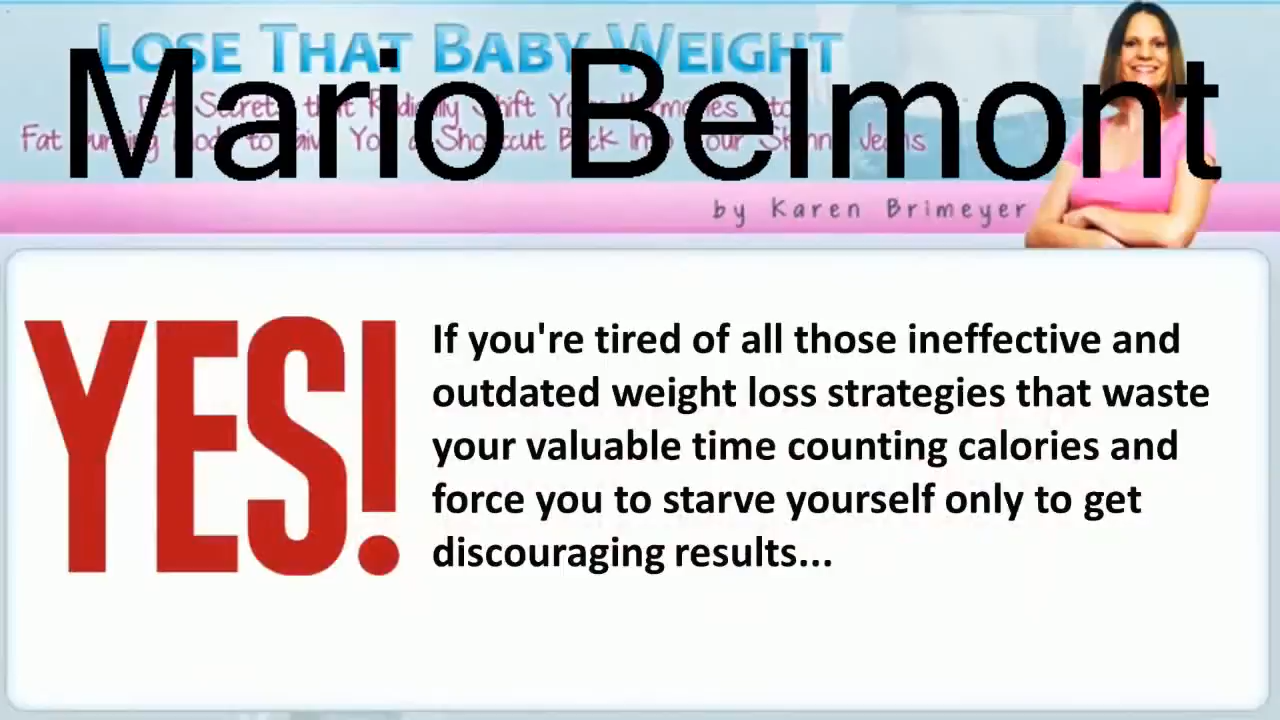 LOSE THAT BABY WEIGHT
Mario Belmont
by Karen Brimeyer
YES!
If you're tired of all those ineffective and
outdated weight loss strategies that waste
your valuable time counting calories and
force you to starve yourself only to get
discouraging results...